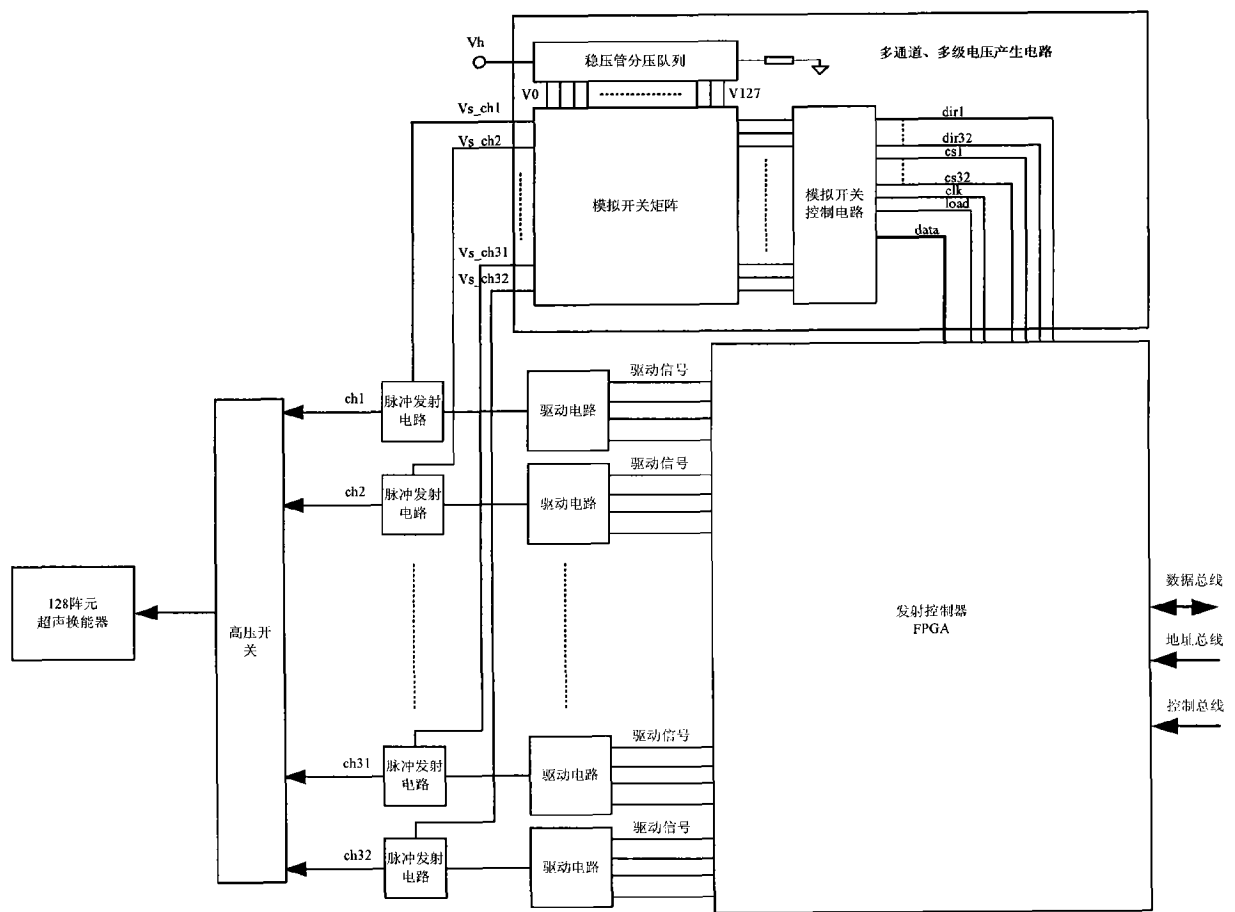 多通道、多级电压产生电路
Vh
稳压管分压队列
V0
V127
Vs_ch1
Vs_ch2
Vs_ch31
Vs_ch32
模拟开关矩阵
模拟开关
控制电路
dir1
dir32
cs1
cs32
clk
load
data
ch1
脉冲发射
电路
驱动电路
驱动信号
ch2
脉冲发射
电路
驱动电路
驱动信号
128阵元
超声换能器
高压开
关
发射控制器
FPGA
数据总线
地址总线
控制总线
ch31
脉冲发射
电路
驱动电路
驱动信号
ch32
脉冲发射
电路
驱动电路
驱动信号